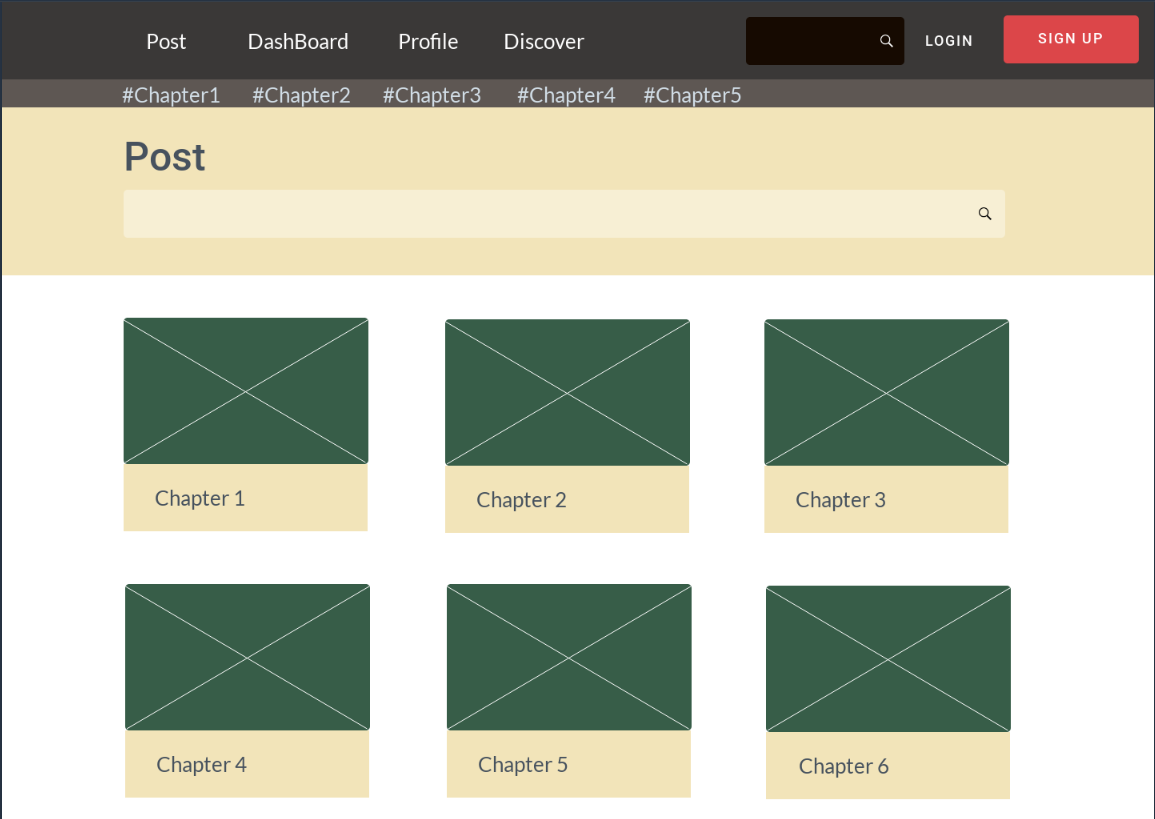 Post DashBoard Profile Discover LOGIN SIGN UP
#Chapter1 #Chapter2 #Chapter3 #Chapter4 #Chapter5
Post
Chapter 1 Chapter 2 Chapter 3
Chapter 4 Chapter 5 Chapter 6